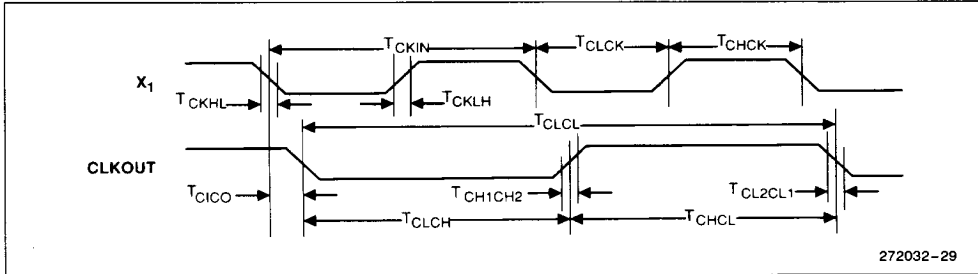 TCKIN
TCLCK
TCHCK
X1
TCKHL
TCKLH
TCLCL
CLKOUT
TCICO
TCH1CH2
TCL2CL1
TCLCH
TCHCL
272032-29